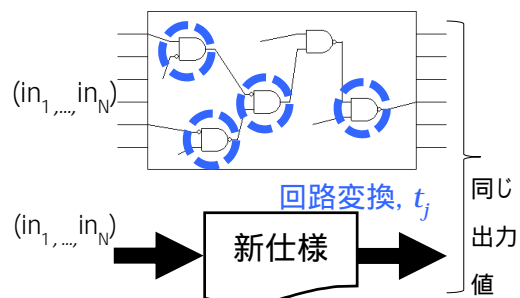 (in1 ,..., inN)
回路変換, tj
(in1 ,..., inN)
新仕様
同じ
出力
値